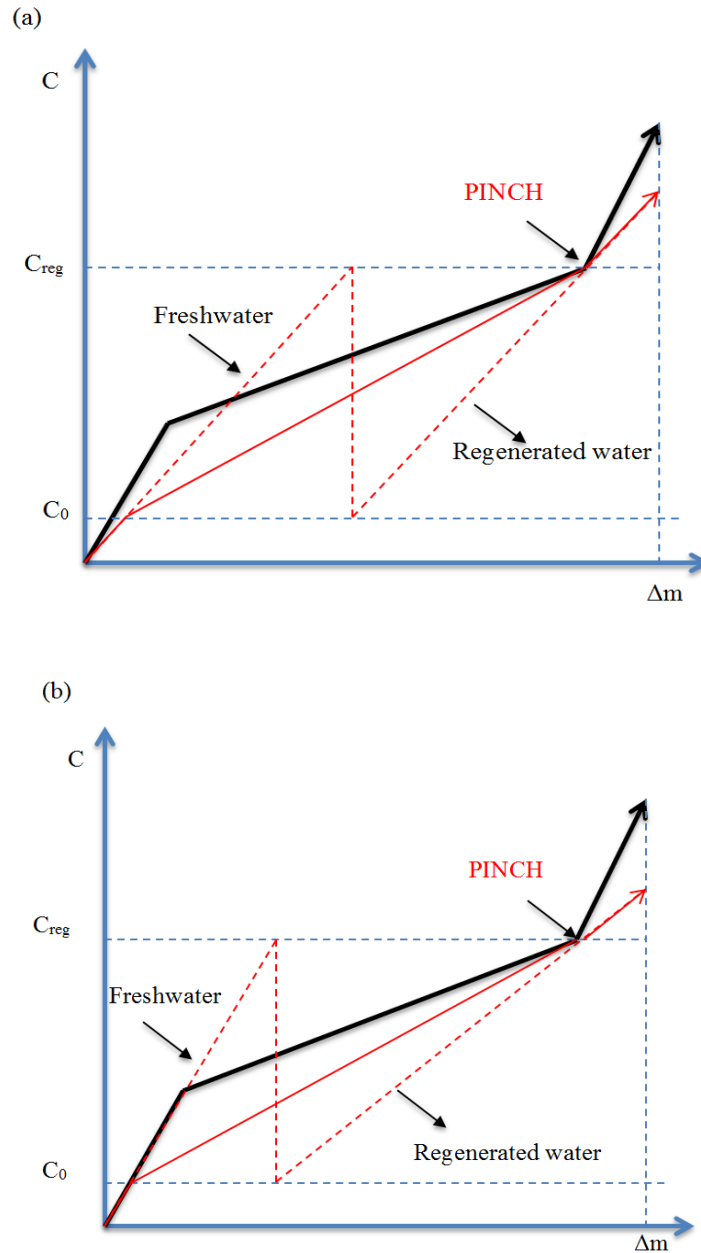 (a)
C
PINCH
Creg
Freshwater
Regenerated water
C0
Δm
(b)
C
PINCH
Creg
Freshwater
Regenerated water
C0
Δm